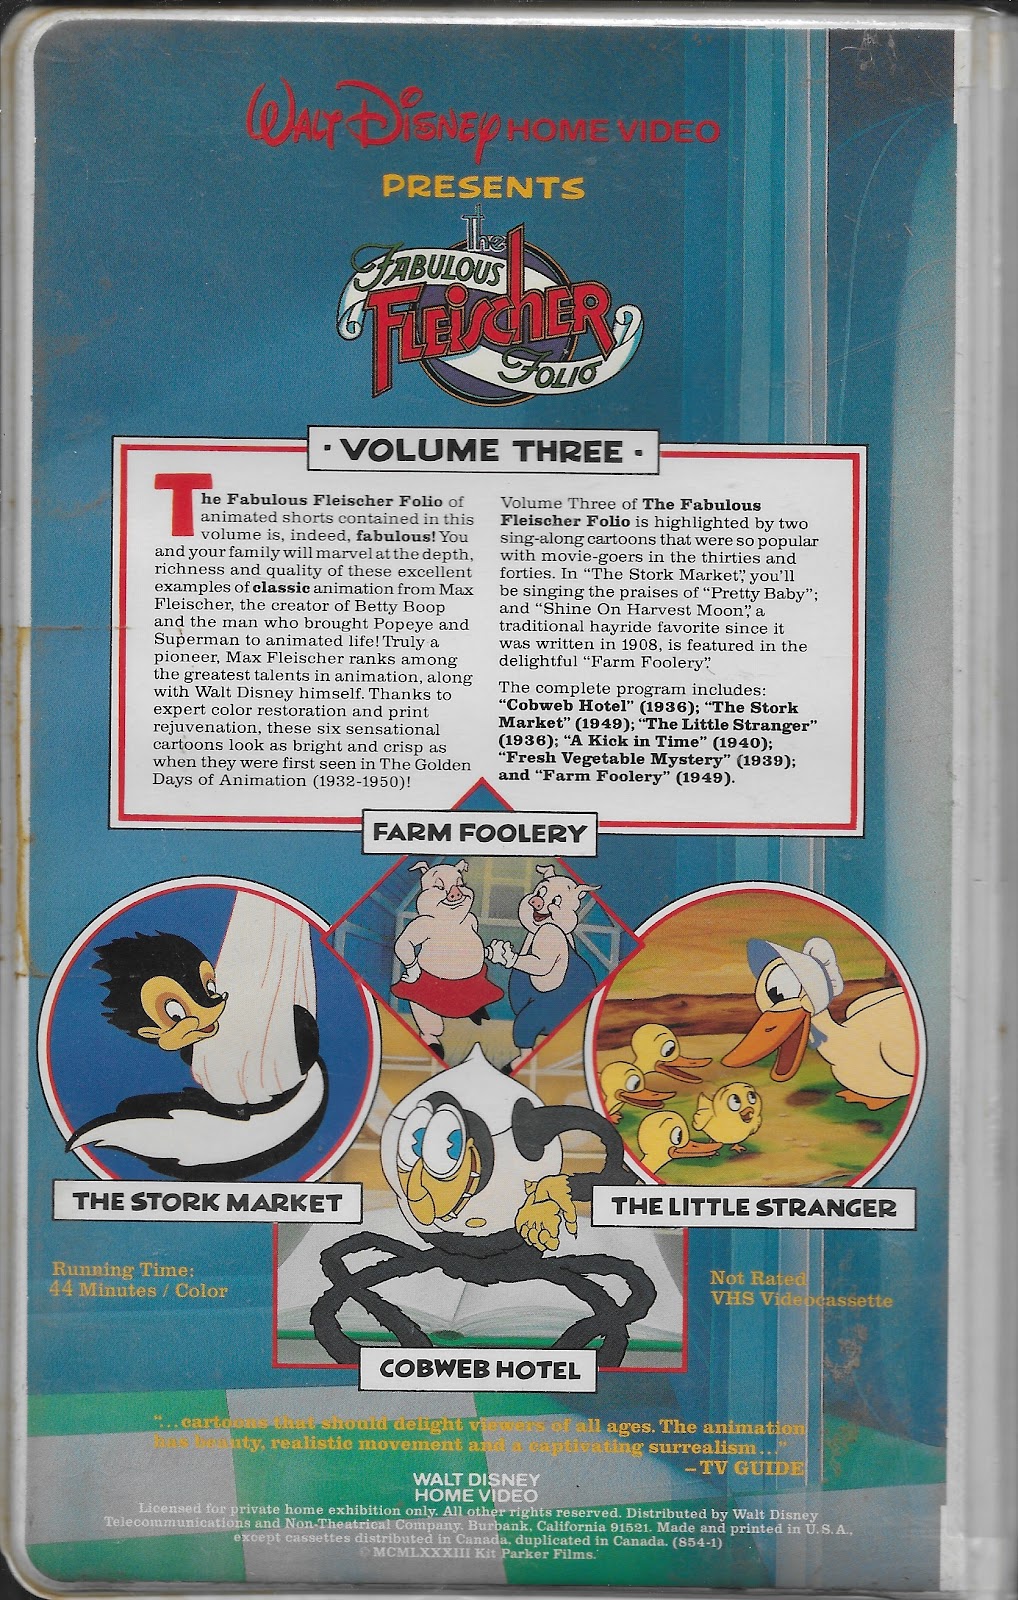 WALT DISNEY HOME VIDEO
PRESENTS
The
FABULOUS
FLEISCHER
FOLIO
· VOLUME THREE ·
The Fabulous Fleischer Folio of
animated shorts contained in this
volume is, indeed, fabulous! You
and your family will marvel at the depth,
richness and quality of these excellent
examples of classic animation from Max
Fleischer, the creator of Betty Boop
and the man who brought Popeye and
Superman to animated life! Truly a
pioneer, Max Fleischer ranks among
the greatest talents in animation, along
with Walt Disney himself. Thanks to
expert color restoration and print
rejuvenation, these six sensational
cartoons look as bright and crisp as
when they were first seen in The Golden
Days of Animation (1932-1950)!
Volume Three of The Fabulous
Fleischer Folio is highlighted by two
sing-along cartoons that were so popular
with movie-goers in the thirties and
forties. In “The Stork Market”, you’ll
be singing the praises of “Pretty Baby”;
and “Shine On Harvest Moon”, a
traditional hayride favorite since it
was written in 1908, is featured in the
delightful “Farm Foolery”.
The complete program includes:
“Cobweb Hotel” (1936); “The Stork
Market” (1949); “The Little Stranger”
(1936); “A Kick in Time” (1940);
“Fresh Vegetable Mystery” (1939);
and “Farm Foolery” (1949).
FARM FOOLERY
THE STORK MARKET
THE LITTLE STRANGER
Running Time:
44 Minutes / Color
Not Rated
VHS Videocassette
COBWEB HOTEL
“...cartoons that should delight viewers of all ages. The animation
has beauty, realistic movement and a captivating surrealism...”
–TV GUIDE
WALT DISNEY
HOME VIDEO
Licensed for private home exhibition only. All other rights reserved. Distributed by Walt Disney
Telecommunications and Non-Theatrical Company, Burbank, California 91521. Made and printed in U.S.A.,
except cassettes distributed in Canada, duplicated in Canada. (854-1)
© MCMLXXXIII Kit Parker Films.